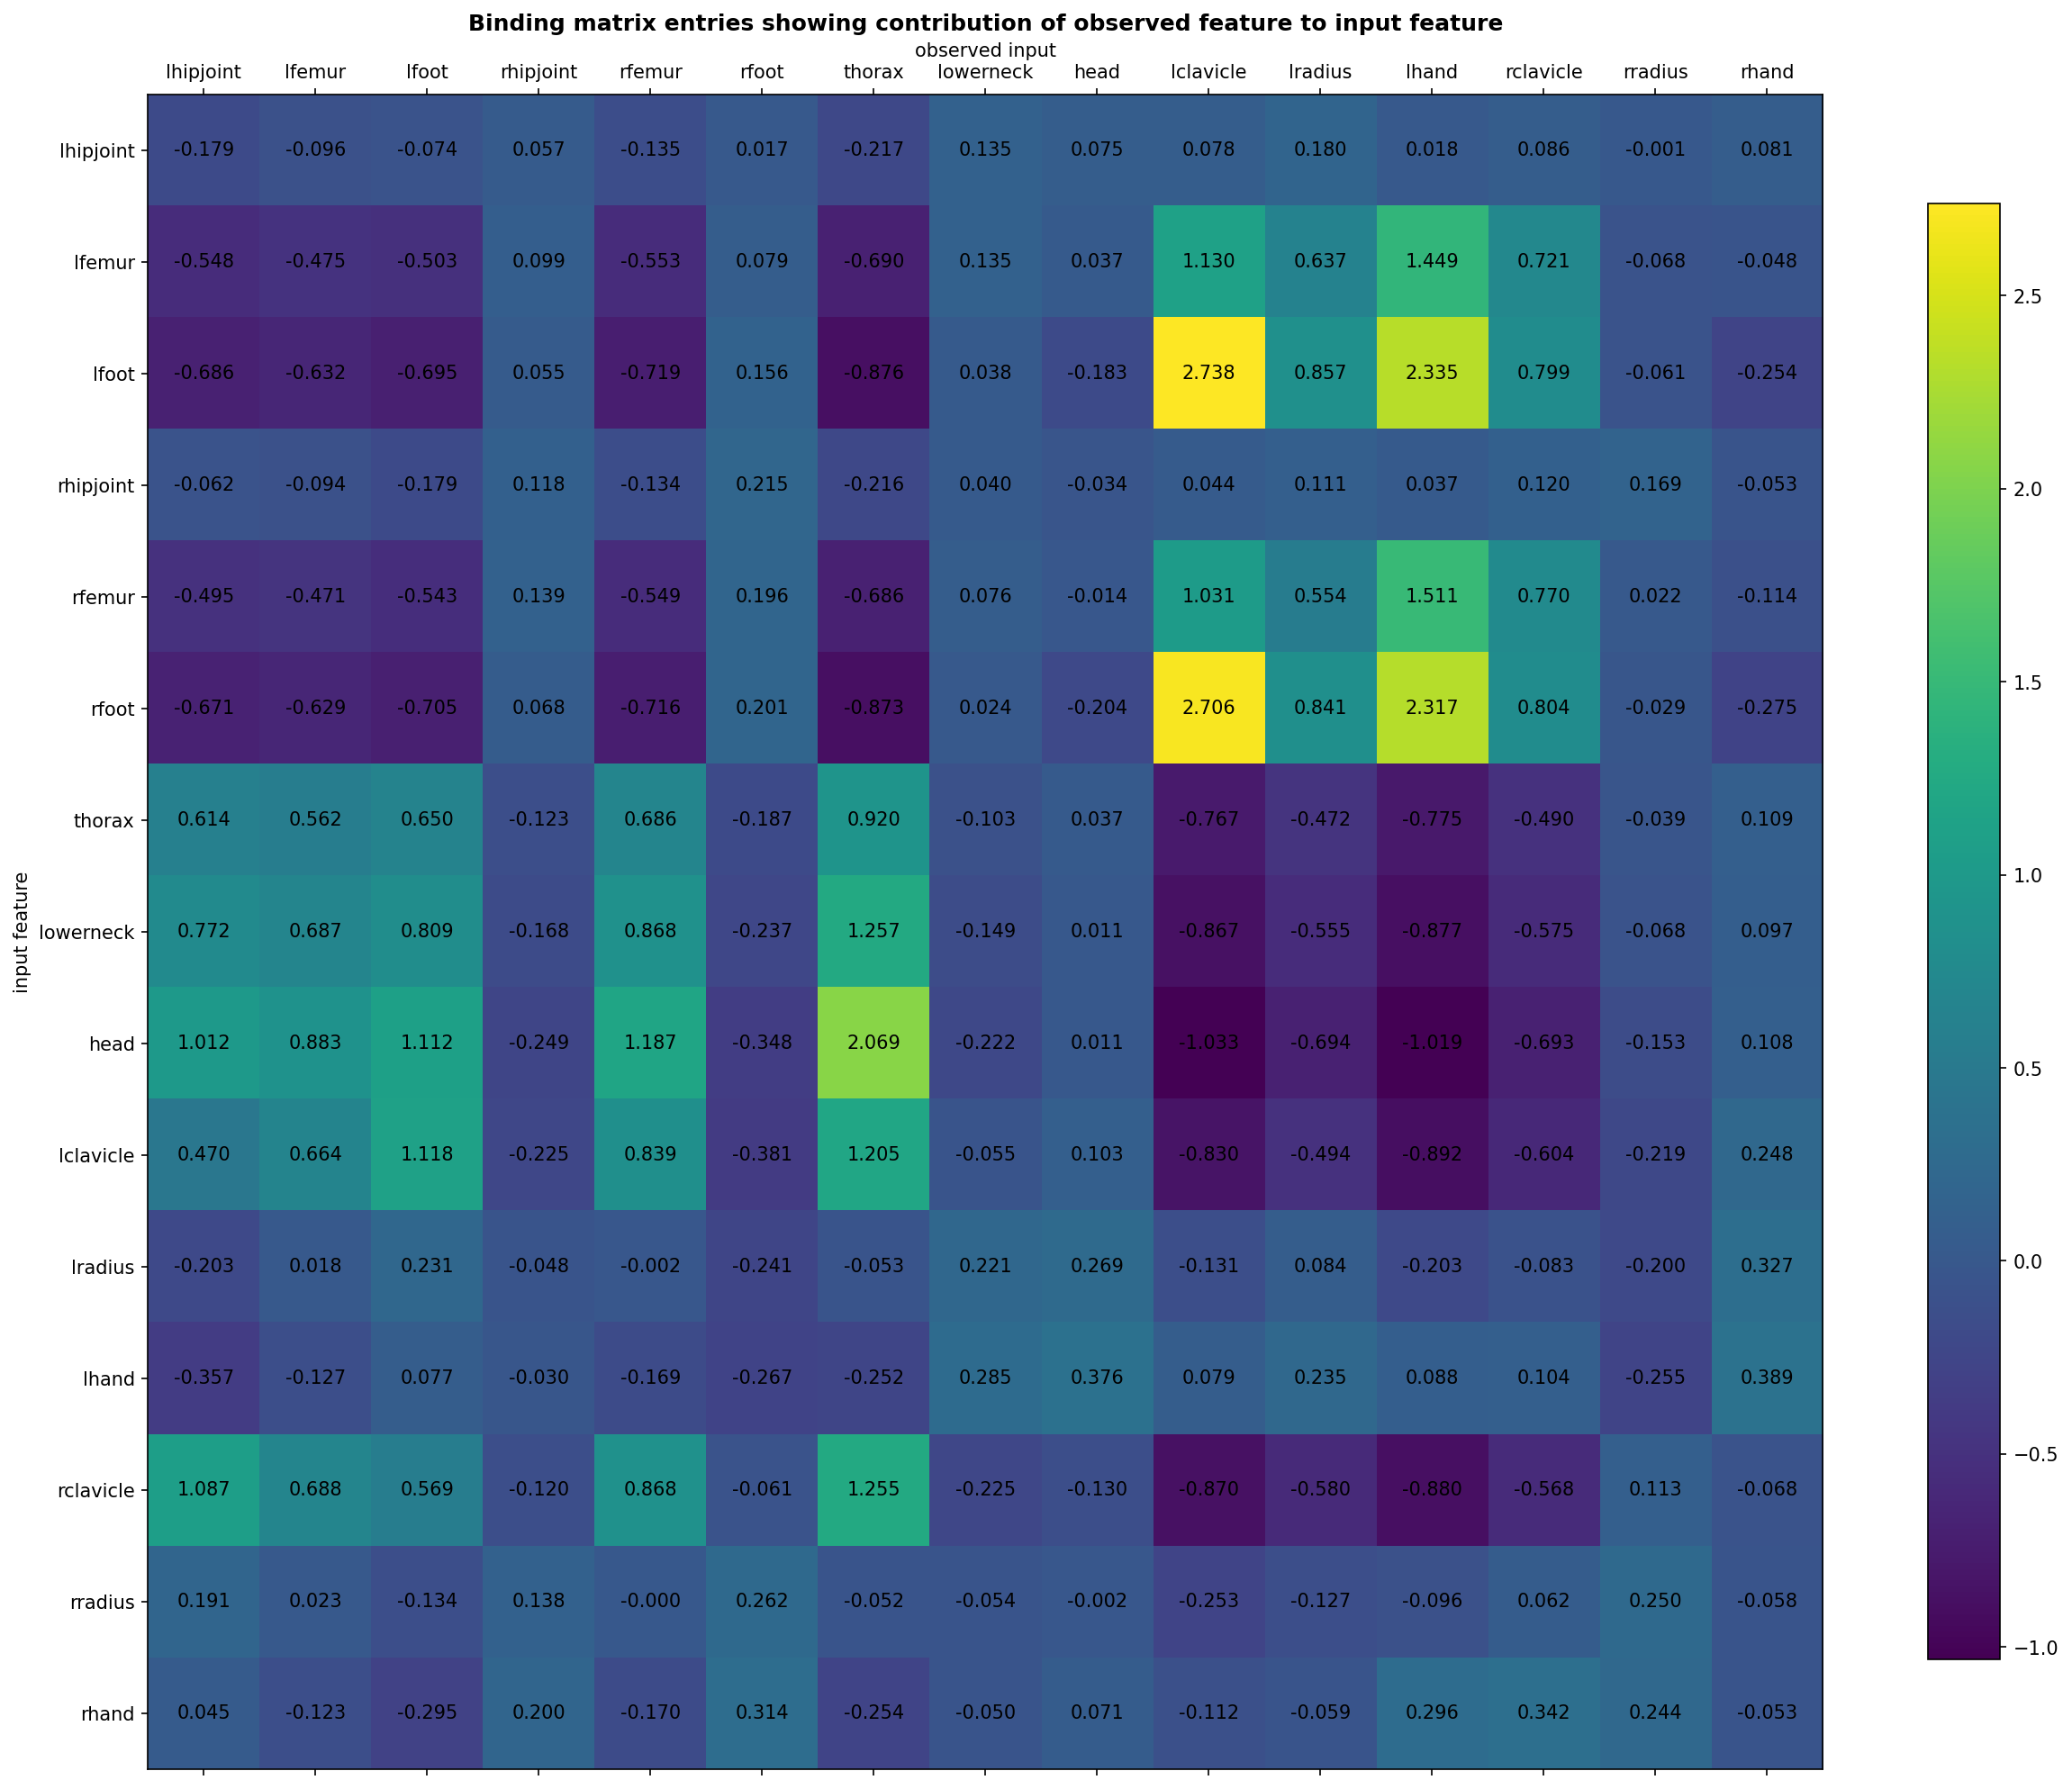 Binding matrix entries showing contribution of observed feature to input feature
observed input
lhipjoint lfemur lfoot rhipjoint rfemur rfoot thorax lowerneck head lclavicle lradius lhand rclavicle rradius rhand
lhipjoint -0.179 -0.096 -0.074 0.057 -0.135 0.017 -0.217 0.135 0.075 0.078 0.180 0.018 0.086 -0.001 0.081
lfemur -0.548 -0.475 -0.503 0.099 -0.553 0.079 -0.690 0.135 0.037 1.130 0.637 1.449 0.721 -0.068 -0.048
lfoot -0.686 -0.632 -0.695 0.055 -0.719 0.156 -0.876 0.038 -0.183 2.738 0.857 2.335 0.799 -0.061 -0.254
rhipjoint -0.062 -0.094 -0.179 0.118 -0.134 0.215 -0.216 0.040 -0.034 0.044 0.111 0.037 0.120 0.169 -0.053
rfemur -0.495 -0.471 -0.543 0.139 -0.549 0.196 -0.686 0.076 -0.014 1.031 0.554 1.511 0.770 0.022 -0.114
rfoot -0.671 -0.629 -0.705 0.068 -0.716 0.201 -0.873 0.024 -0.204 2.706 0.841 2.317 0.804 -0.029 -0.275
thorax 0.614 0.562 0.650 -0.123 0.686 -0.187 0.920 -0.103 0.037 -0.767 -0.472 -0.775 -0.490 -0.039 0.109
lowerneck 0.772 0.687 0.809 -0.168 0.868 -0.237 1.257 -0.149 0.011 -0.867 -0.555 -0.877 -0.575 -0.068 0.097
head 1.012 0.883 1.112 -0.249 1.187 -0.348 2.069 -0.222 0.011 -1.033 -0.694 -1.019 -0.693 -0.153 0.108
lclavicle 0.470 0.664 1.118 -0.225 0.839 -0.381 1.205 -0.055 0.103 -0.830 -0.494 -0.892 -0.604 -0.219 0.248
lradius -0.203 0.018 0.231 -0.048 -0.002 -0.241 -0.053 0.221 0.269 -0.131 0.084 -0.203 -0.083 -0.200 0.327
lhand -0.357 -0.127 0.077 -0.030 -0.169 -0.267 -0.252 0.285 0.376 0.079 0.235 0.088 0.104 -0.255 0.389
rclavicle 1.087 0.688 0.569 -0.120 0.868 -0.061 1.255 -0.225 -0.130 -0.870 -0.580 -0.880 -0.568 0.113 -0.068
rradius 0.191 0.023 -0.134 0.138 -0.000 0.262 -0.052 -0.054 -0.002 -0.253 -0.127 -0.096 0.062 0.250 -0.058
rhand 0.045 -0.123 -0.295 0.200 -0.170 0.314 -0.254 -0.050 0.071 -0.112 -0.059 0.296 0.342 0.244 -0.053
input feature
2.5
2.0
1.5
1.0
0.5
0.0
−0.5
−1.0